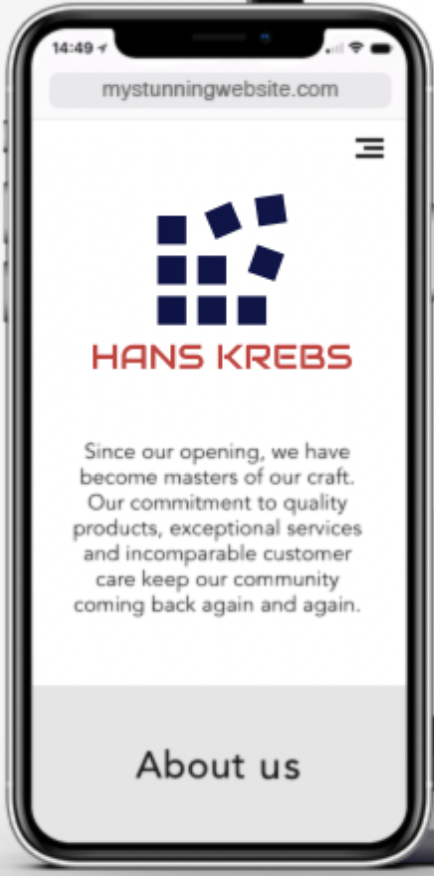 14:49
mystunningwebsite.com
HANS KREBS
Since our opening, we have
become masters of our craft.
Our commitment to quality
products, exceptional services
and incomparable customer
care keep our community
coming back again and again.
About us